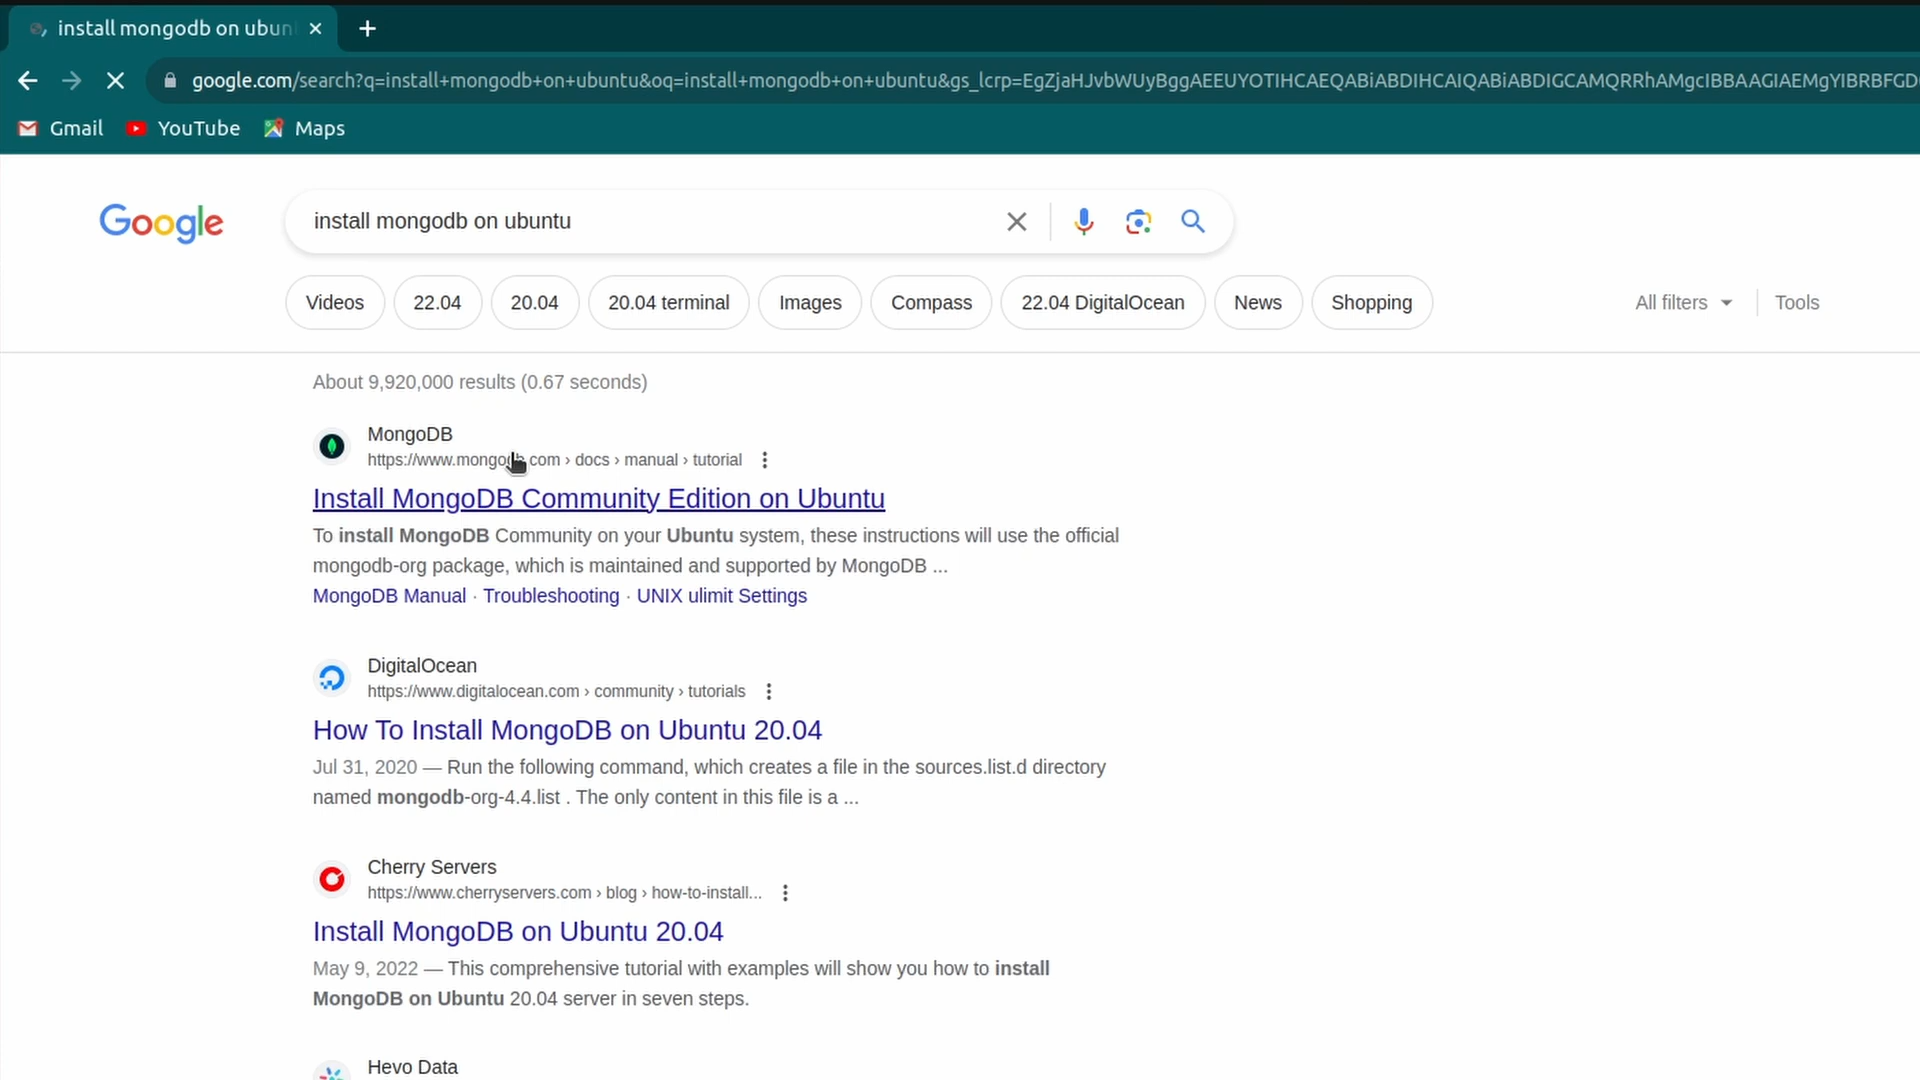 install mongodb on ubun
google.com/search?q=install+mongodb+on+ubuntu&oq=install+mongodb+on+ubuntu&gs_lcrp=EgZjaHJvbWUyBggAEEUYOTIHCAEQABiABDIHCAIQABiABDIGCAMQRRhAMgcIBBAAGIAEMgYIBRBFGD
Gmail YouTube Maps
Google
install mongodb on ubuntu
Videos 22.04 20.04 20.04 terminal Images Compass 22.04 DigitalOcean News Shopping All filters Tools
About 9,920,000 results (0.67 seconds)
MongoDB
https://www.mongodb.com › docs › manual › tutorial
Install MongoDB Community Edition on Ubuntu
To install MongoDB Community on your Ubuntu system, these instructions will use the official
mongodb-org package, which is maintained and supported by MongoDB ...
MongoDB Manual · Troubleshooting · UNIX ulimit Settings
DigitalOcean
https://www.digitalocean.com › community › tutorials
How To Install MongoDB on Ubuntu 20.04
Jul 31, 2020 — Run the following command, which creates a file in the sources.list.d directory
named mongodb-org-4.4.list . The only content in this file is a ...
Cherry Servers
https://www.cherryservers.com › blog › how-to-install...
Install MongoDB on Ubuntu 20.04
May 9, 2022 — This comprehensive tutorial with examples will show you how to install
MongoDB on Ubuntu 20.04 server in seven steps.
Hevo Data